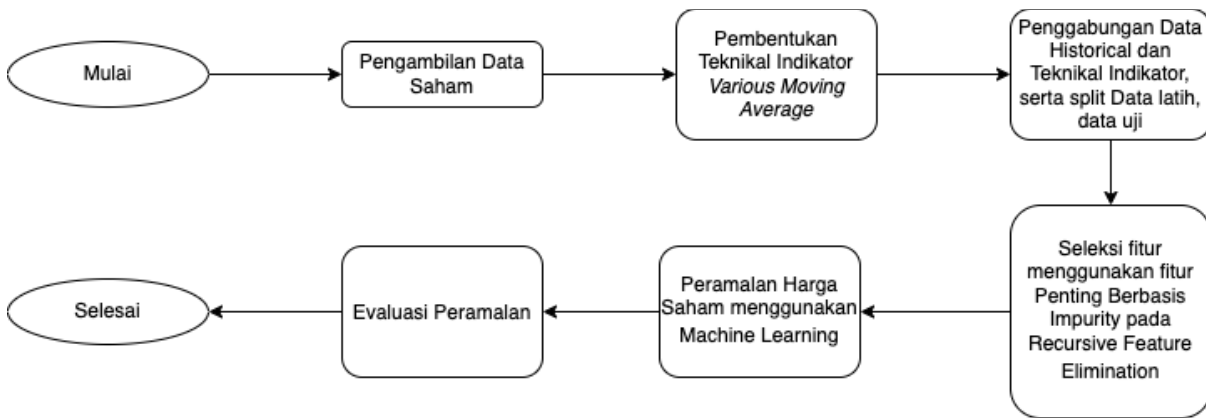 Mulai
Pengambilan Data
Saham
Pembentukan
Teknikal Indikator
Various Moving
Average
Penggabungan Data
Historical dan
Teknikal Indikator,
serta split Data latih,
data uji
Seleksi fitur
menggunakan fitur
Penting Berbasis
Impurity pada
Recursive Feature
Elimination
Peramalan Harga
Saham menggunakan
Machine Learning
Evaluasi Peramalan
Selesai